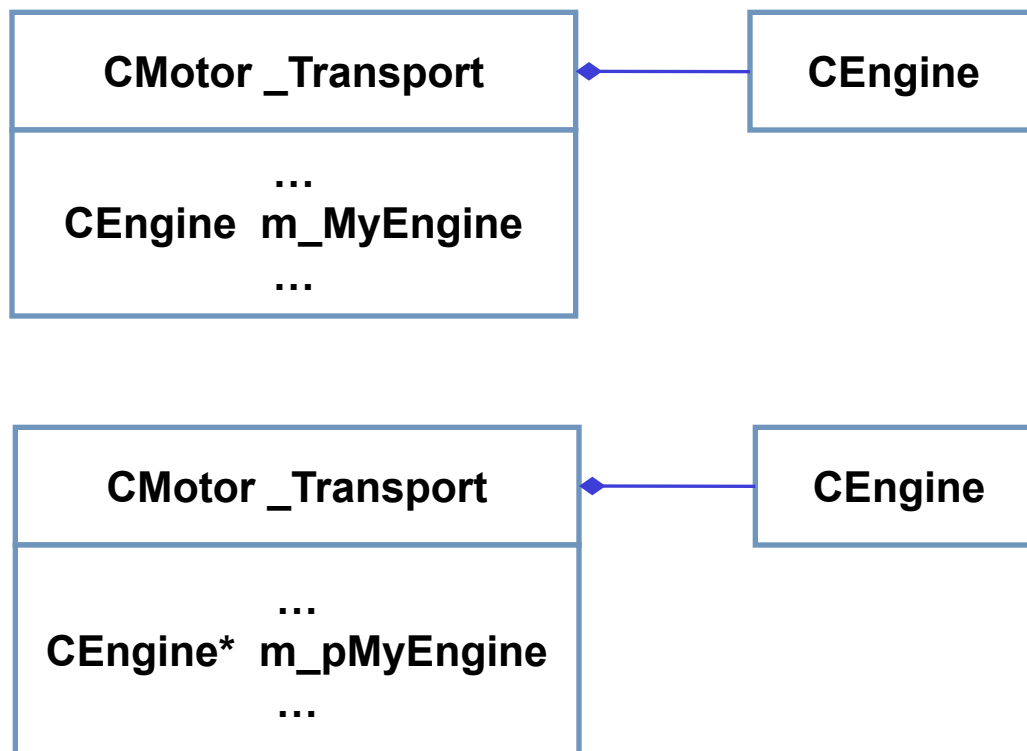 CMotor _Transport
CEngine
...
CEngine m_MyEngine
...
CMotor _Transport
CEngine
...
CEngine* m_pMyEngine
...